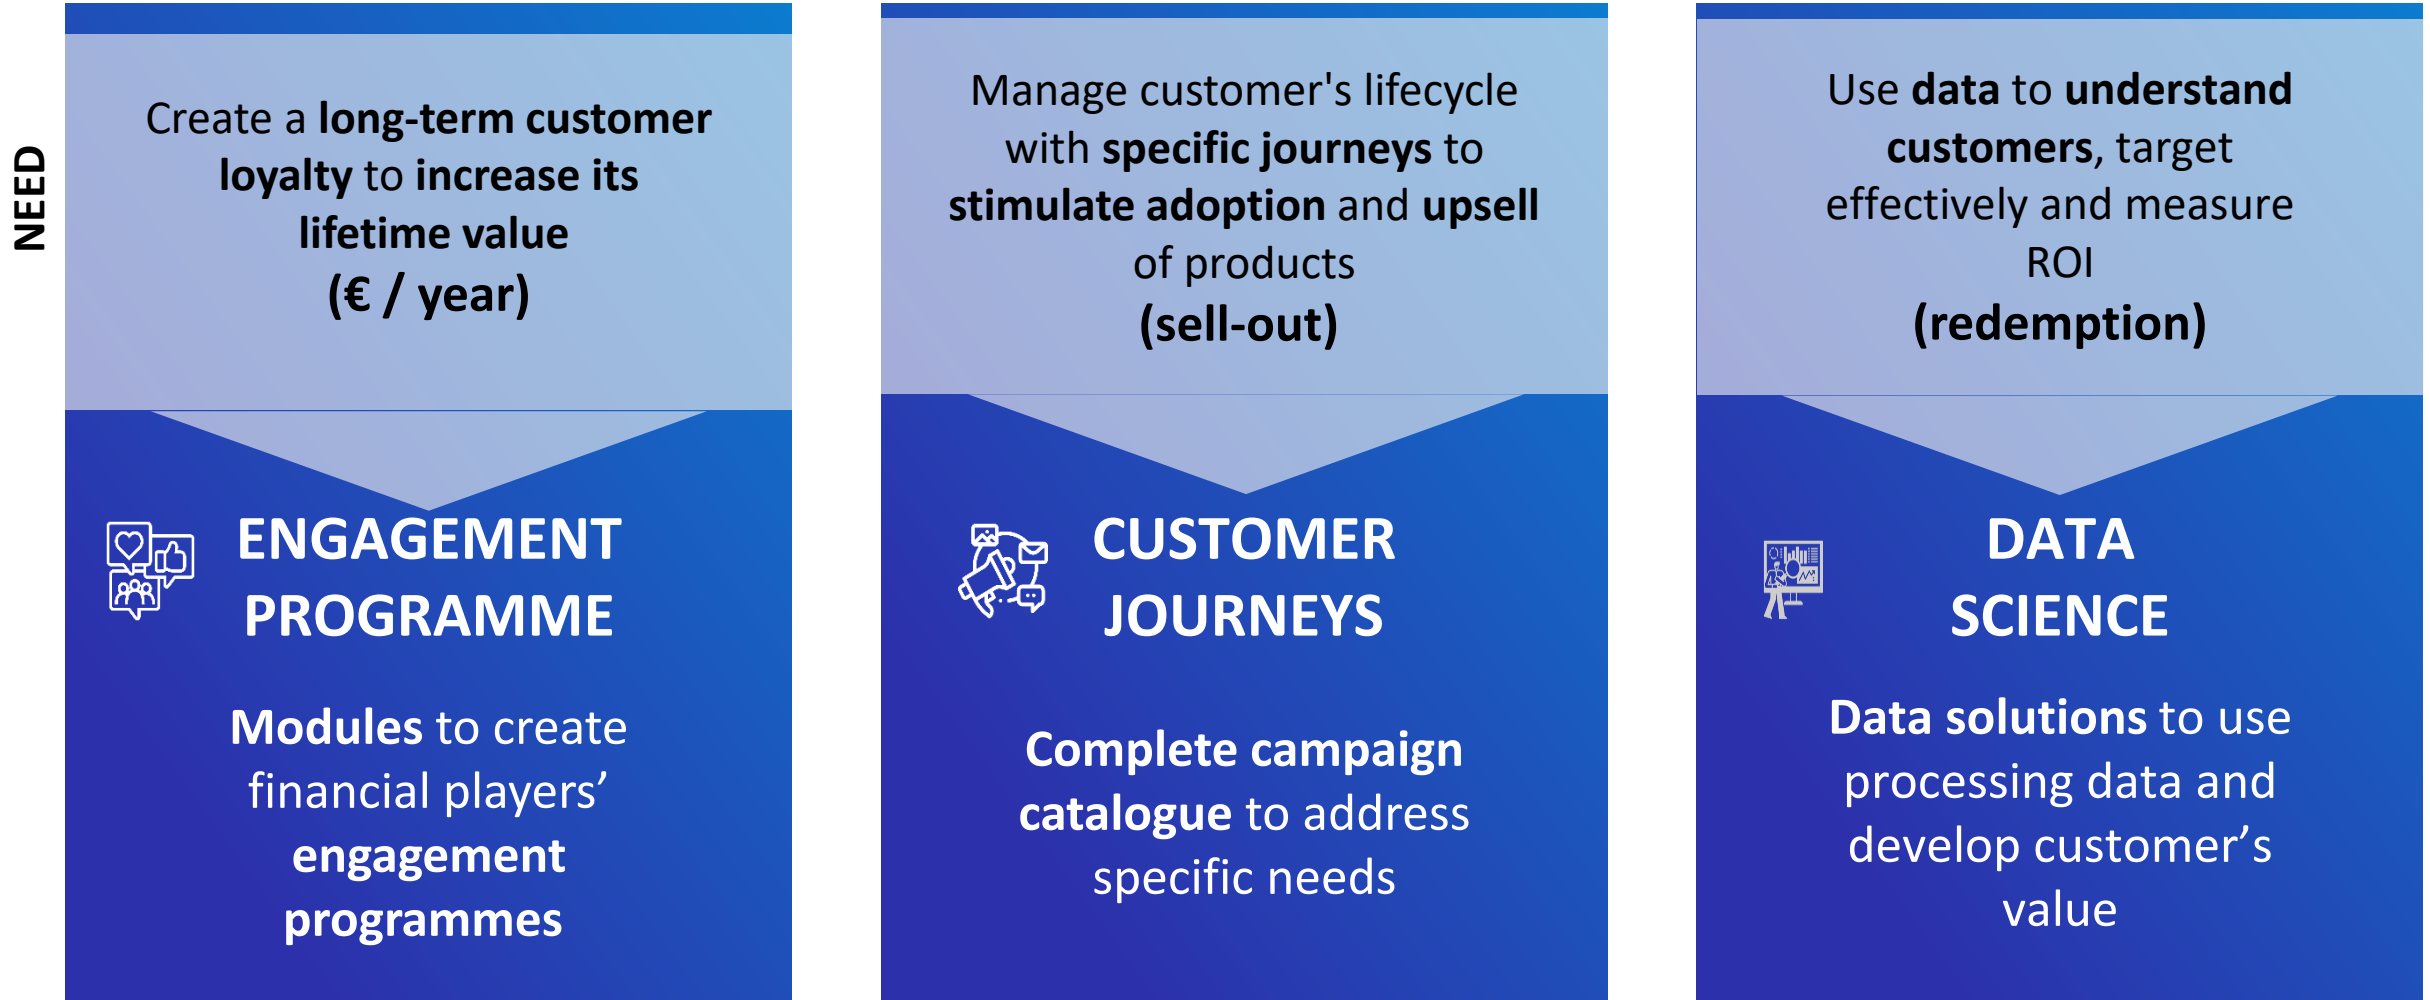 NEED
Create a long-term customer
loyalty to increase its
lifetime value
(€ / year)
ENGAGEMENT
PROGRAMME
Modules to create
financial players’
engagement
programmes
Manage customer's lifecycle
with specific journeys to
stimulate adoption and upsell
of products
(sell-out)
CUSTOMER
JOURNEYS
Complete campaign
catalogue to address
specific needs
Use data to understand
customers, target
effectively and measure
ROI
(redemption)
DATA
SCIENCE
Data solutions to use
processing data and
develop customer’s
value